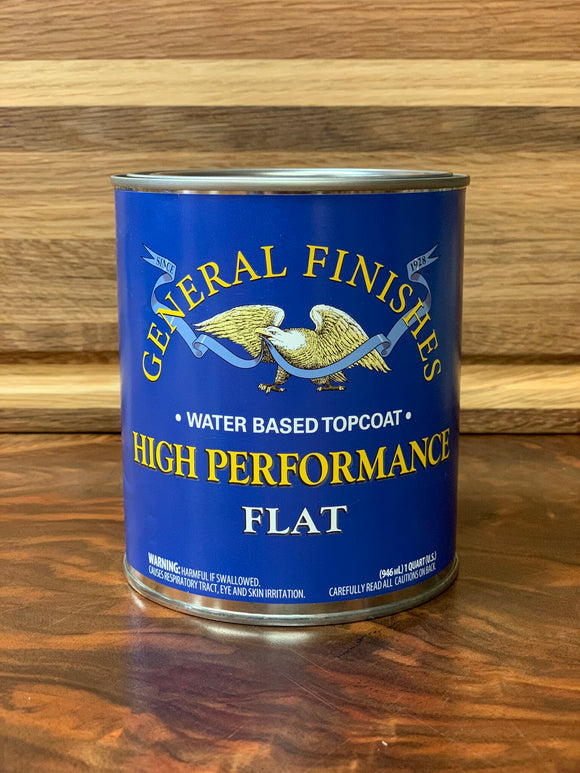 SINCE 1928
GENERAL FINISHES
• WATER BASED TOPCOAT •
HIGH PERFORMANCE
FLAT
WARNING: HARMFUL IF SWALLOWED.
CAUSES RESPIRATORY TRACT, EYE AND SKIN IRRITATION.
(946 mL) 1 QUART (U.S.)
CAREFULLY READ ALL CAUTIONS ON BACK.